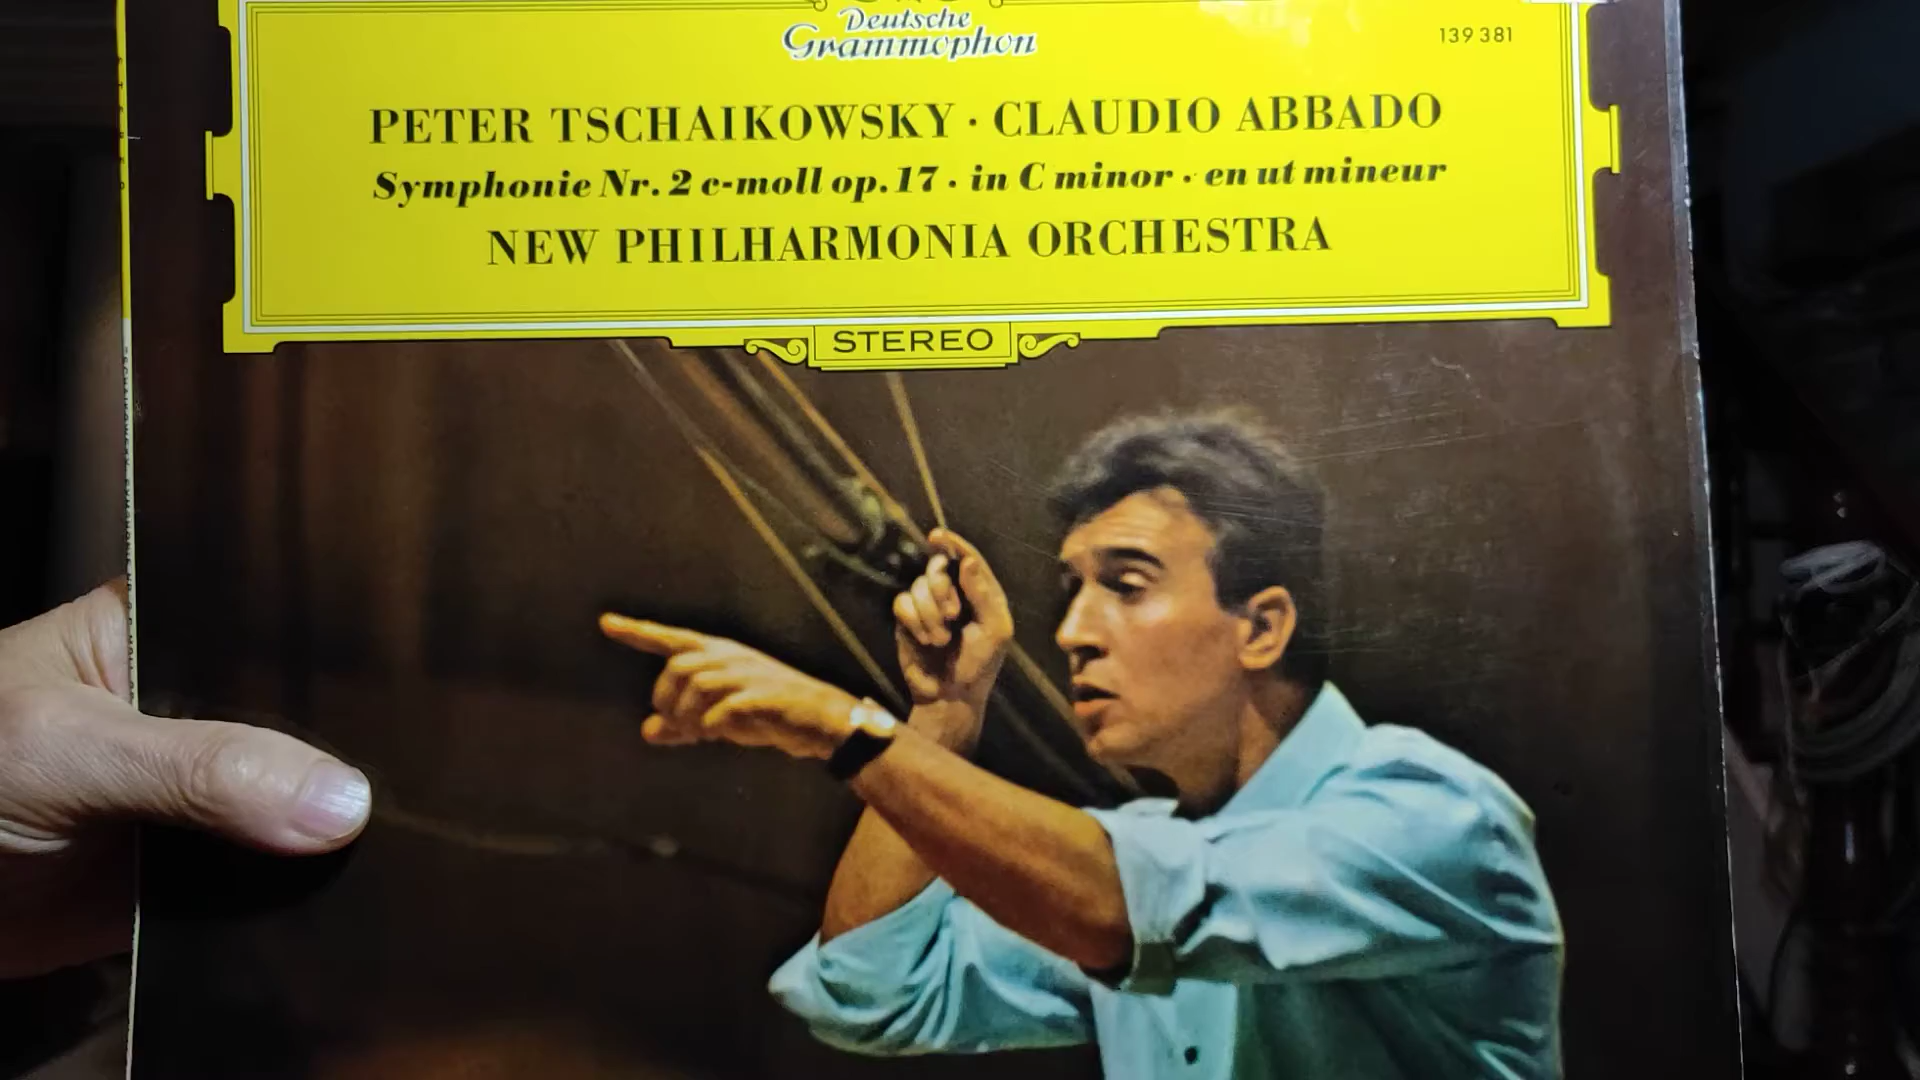 Deutsche
Grammophon
139 381
PETER TSCHAIKOWSKY · CLAUDIO ABBADO
Symphonie Nr. 2 c-moll op. 17 · in C minor · en ut mineur
NEW PHILHARMONIA ORCHESTRA
STEREO